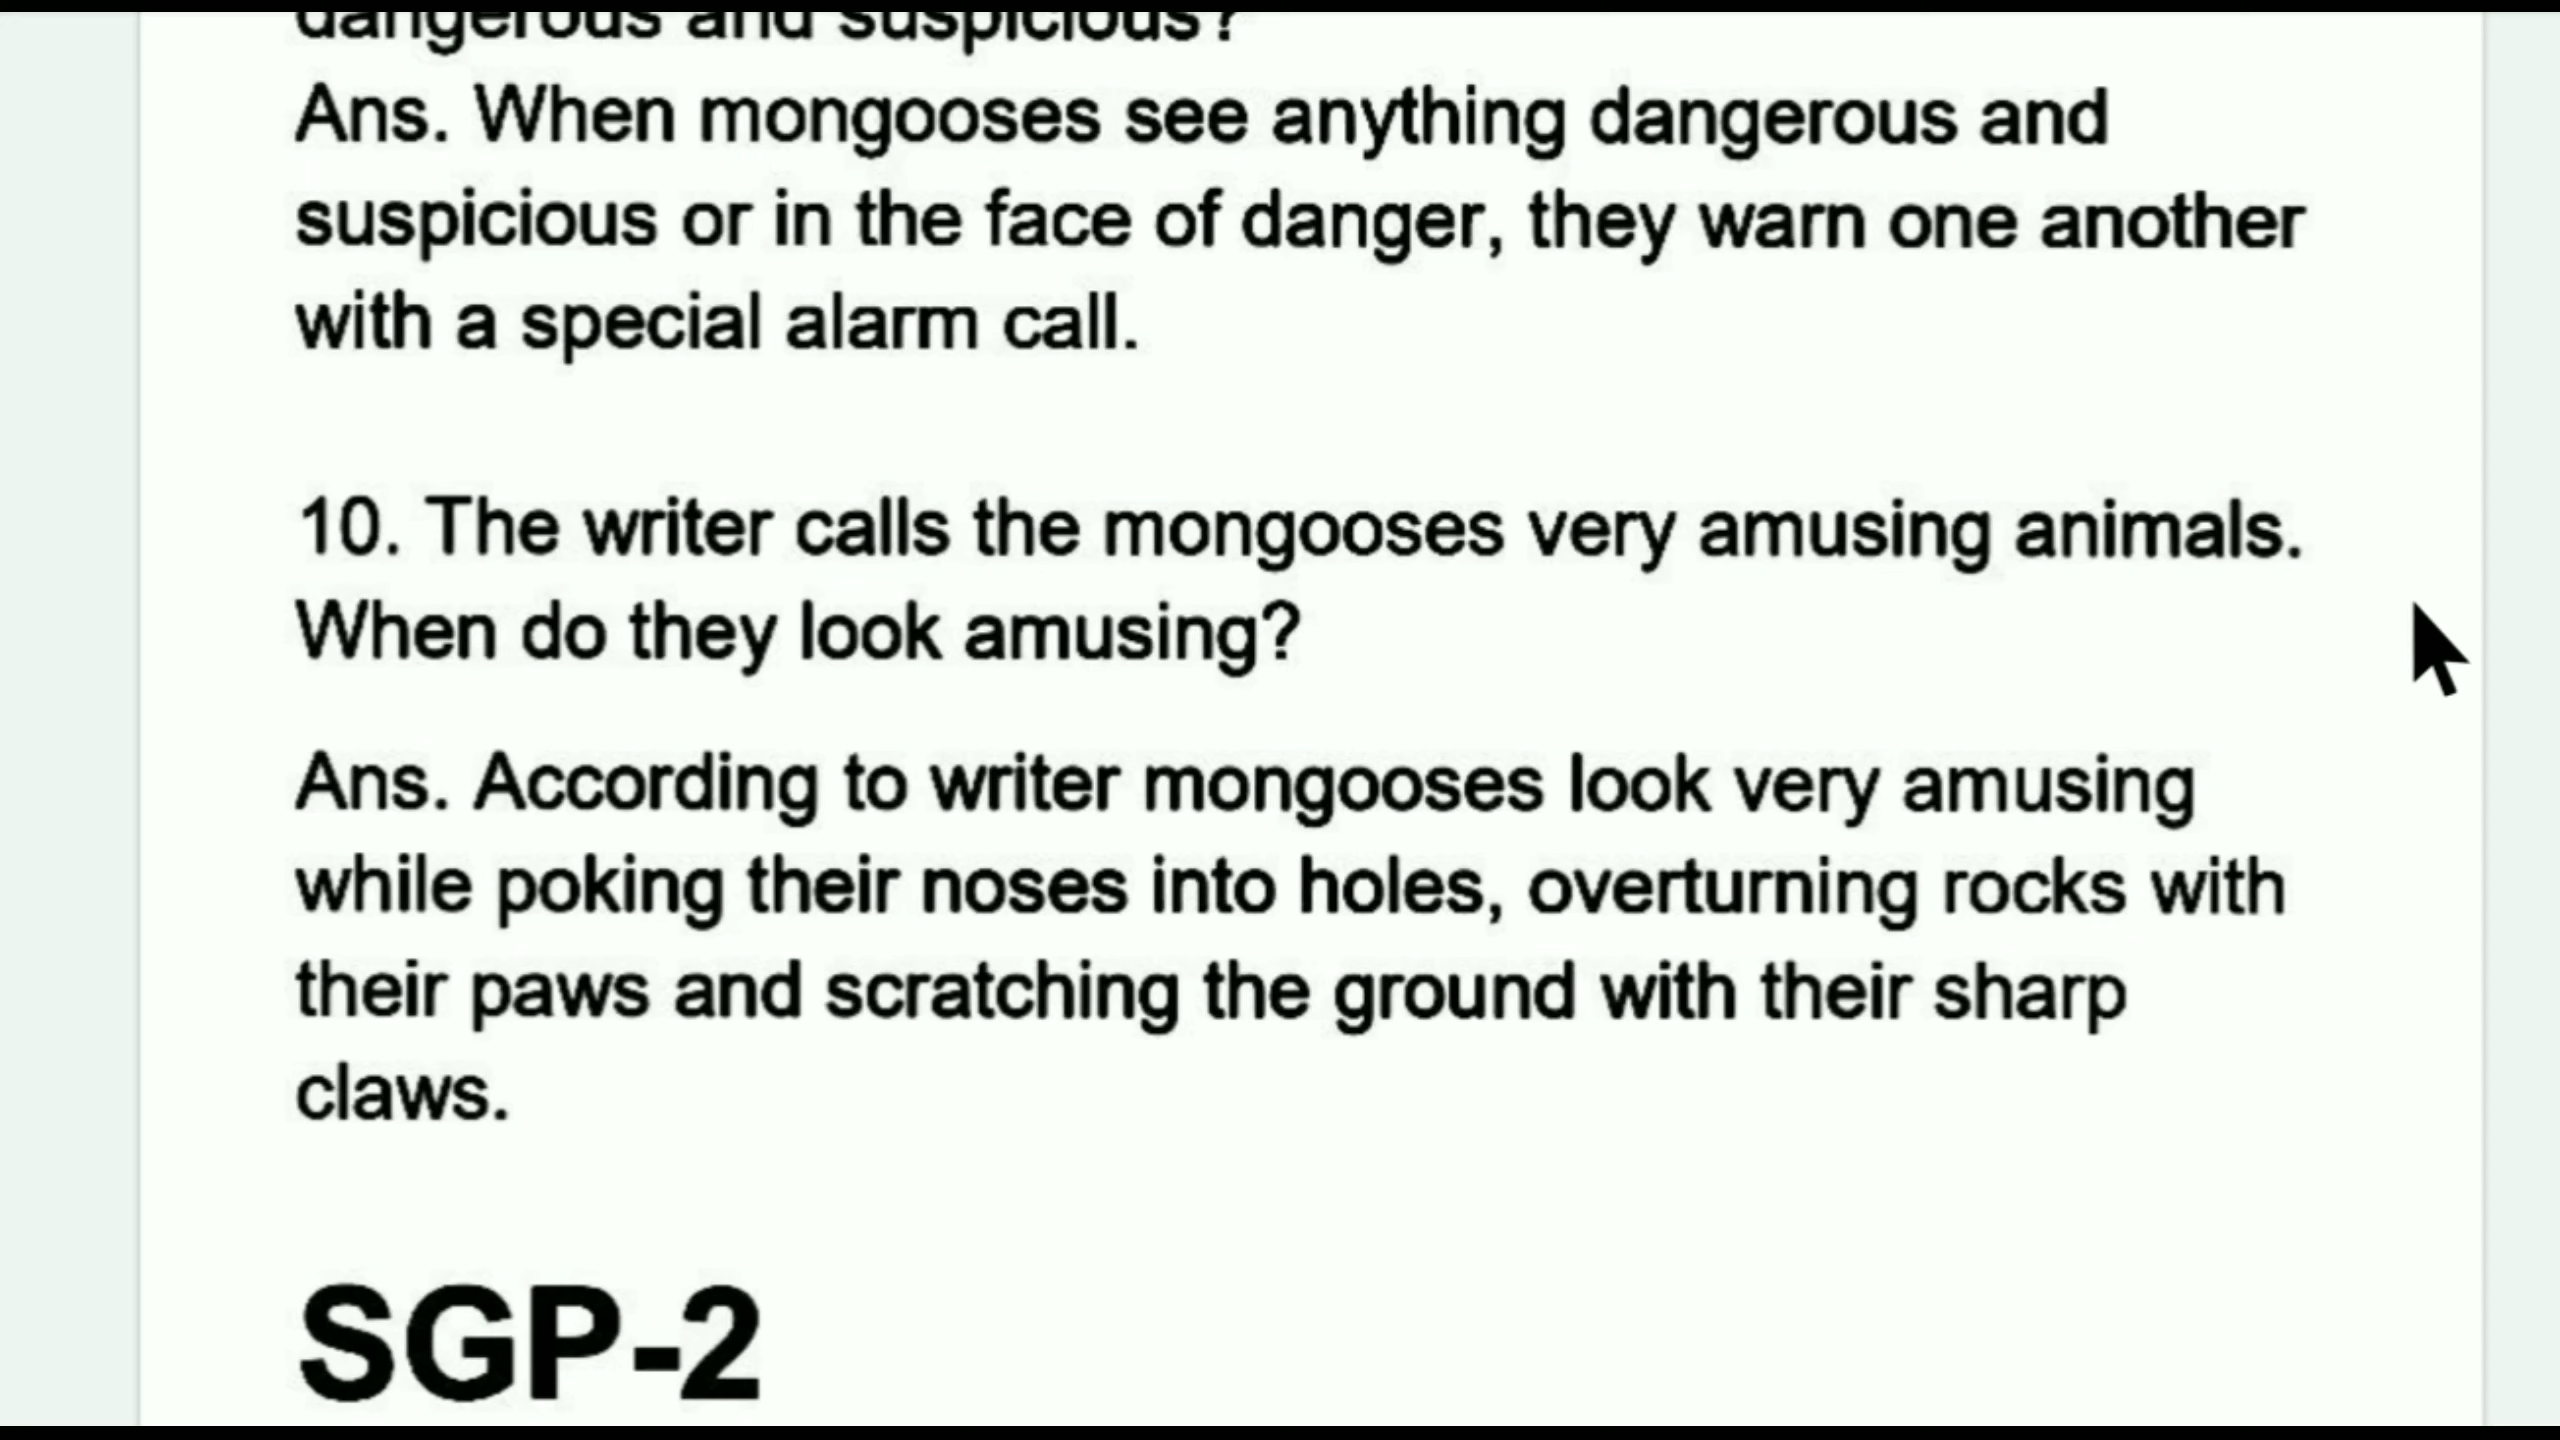 dangerous and suspicious?
Ans. When mongooses see anything dangerous and
suspicious or in the face of danger, they warn one another
with a special alarm call.
10. The writer calls the mongooses very amusing animals.
When do they look amusing?
Ans. According to writer mongooses look very amusing
while poking their noses into holes, overturning rocks with
their paws and scratching the ground with their sharp
claws.
SGP-2